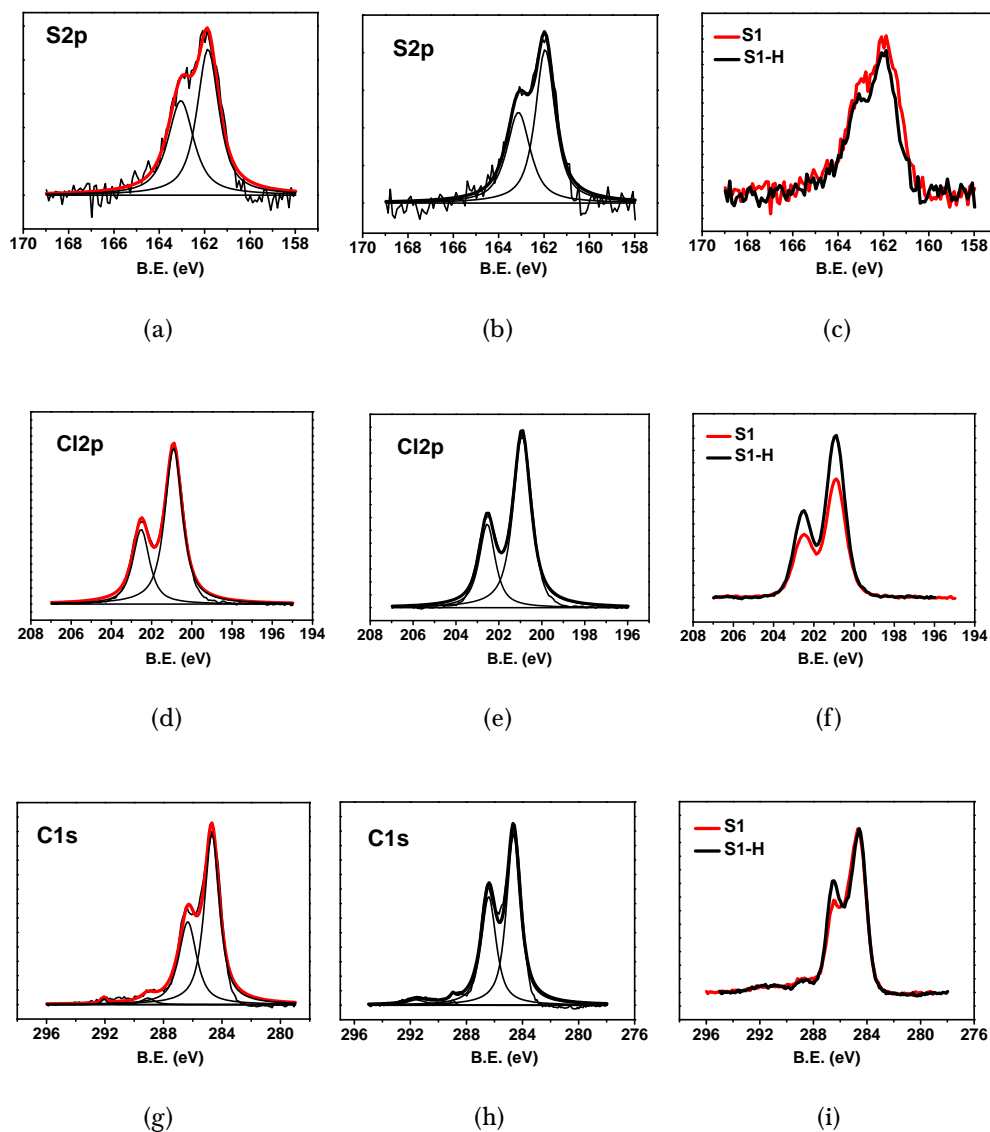 S2p
170 168 166 164 162 160 158
B.E. (eV)
(a)
S2p
170 168 166 164 162 160 158
B.E. (eV)
(b)
S1
S1-H
170 168 166 164 162 160 158
B.E. (eV)
(c)
Cl2p
208 206 204 202 200 198 196 194
B.E. (eV)
(d)
Cl2p
208 206 204 202 200 198 196
B.E. (eV)
(e)
S1
S1-H
208 206 204 202 200 198 196 194
B.E. (eV)
(f)
C1s
296 292 288 284 280
B.E. (eV)
(g)
C1s
296 292 288 284 280 276
B.E. (eV)
(h)
S1
S1-H
296 292 288 284 280 276
B.E. (eV)
(i)